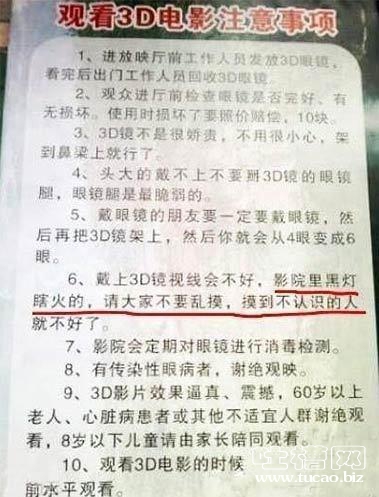 观看3D电影注意事项
1、进放映厅前工作人员发放3D眼镜，
看完后出门工作人员回收3D眼镜。
2、观众进厅前检查眼镜是否完好、有
无损坏。使用时损坏了要照价赔偿，10块。
3、3D镜不是很娇贵，不用很小心，架
到鼻梁上就行了。
4、头大的戴不上不要掰3D镜的眼镜
腿，眼镜腿是最脆弱的。
5、戴眼镜的朋友要一定要戴眼镜，然
后再把3D镜架上，然后你就会从4眼变成6
眼。
6、戴上3D镜视线会不好，影院里黑灯
瞎火的，请大家不要乱摸，摸到不认识的人
就不好了。
7、影院会定期对眼镜进行消毒检测。
8、有传染性眼病者，谢绝观映。
9、3D影片效果逼真、震撼，60岁以上
老人、心脏病患者或其他不适宜人群谢绝观
看，8岁以下儿童请由家长陪同观看。
10、观看3D电影的时候
前水平观看。
www.tucao.biz